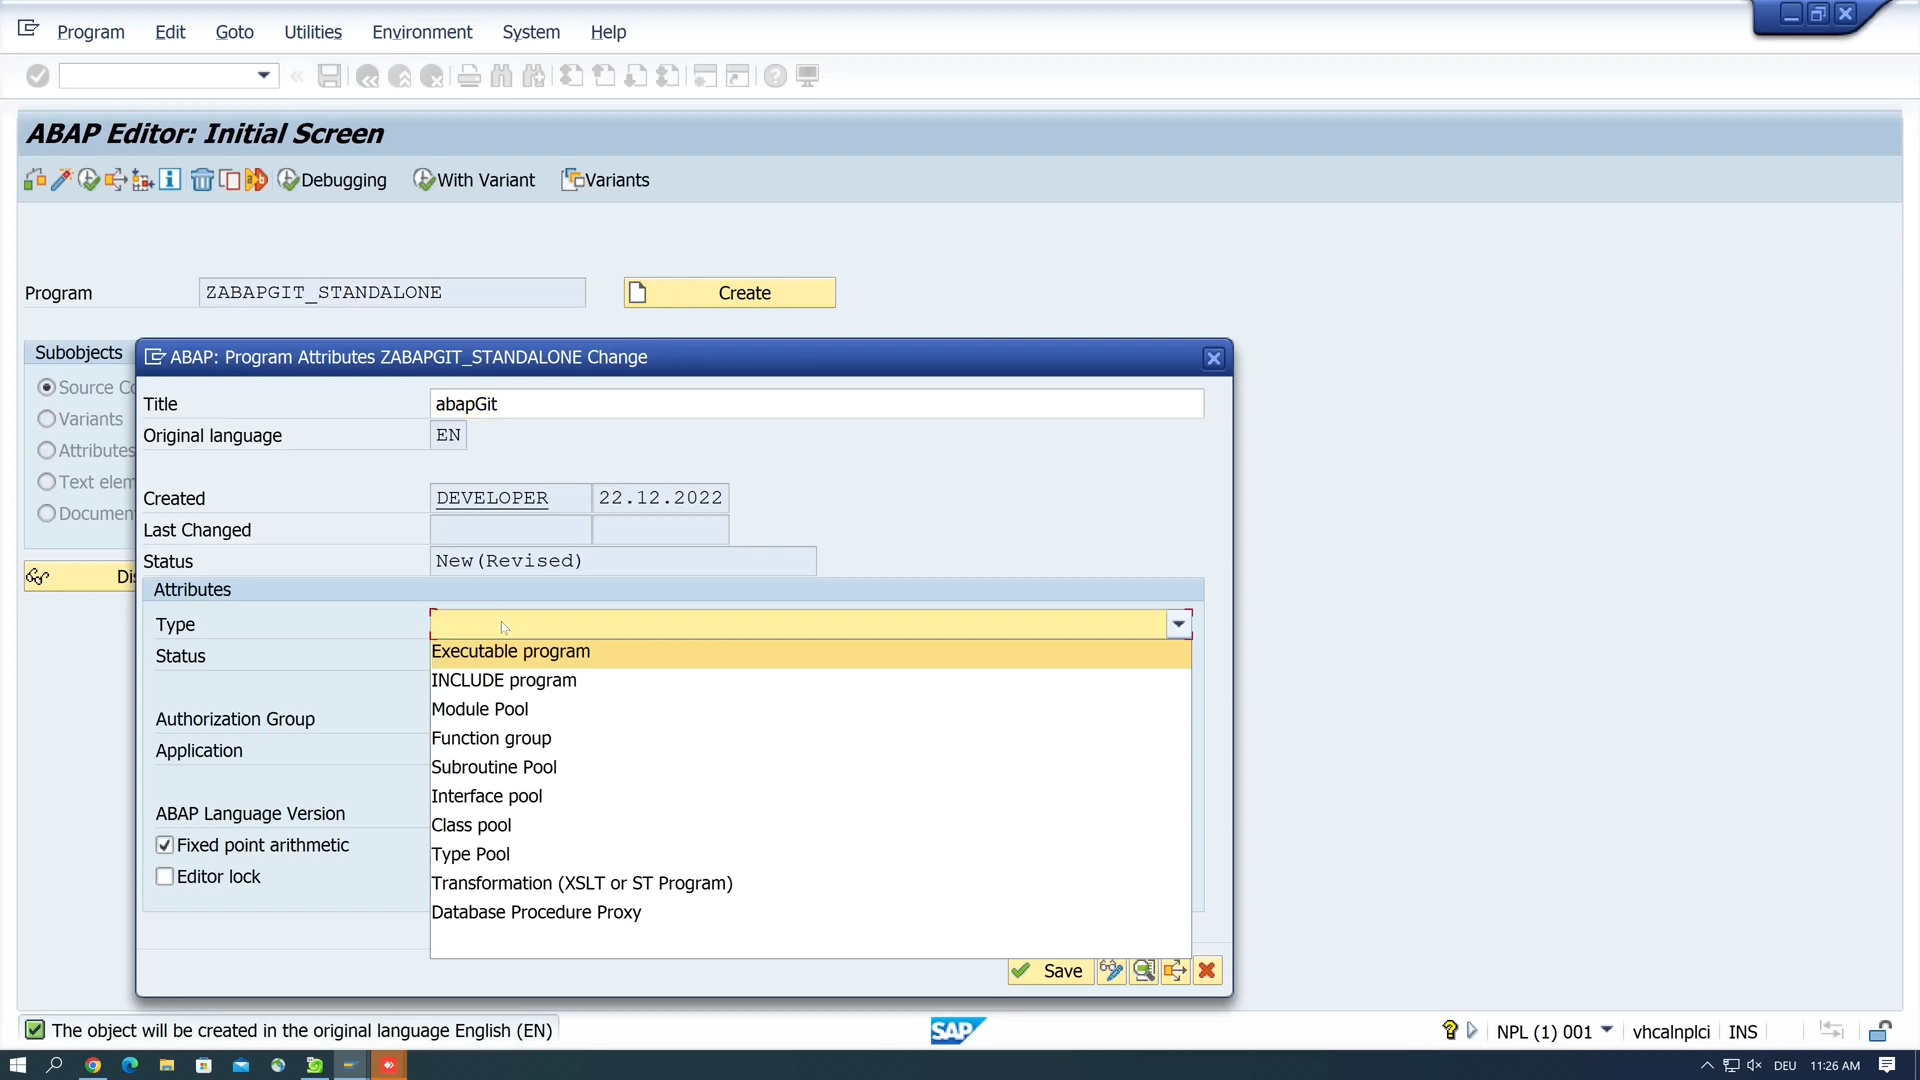 Program Edit Goto Utilities Environment System Help
ABAP Editor: Initial Screen
Debugging With Variant Variants
Program ZABAPGIT_STANDALONE Create
Subobjects
Source Co
Variants
Attributes
Text elem
Documen
Dis
ABAP: Program Attributes ZABAPGIT_STANDALONE Change
Title abapGit
Original language EN
Created DEVELOPER 22.12.2022
Last Changed
Status New(Revised)
Attributes
Type
Status
Authorization Group
Application
ABAP Language Version
Fixed point arithmetic
Editor lock
Executable program
INCLUDE program
Module Pool
Function group
Subroutine Pool
Interface pool
Class pool
Type Pool
Transformation (XSLT or ST Program)
Database Procedure Proxy
Save
The object will be created in the original language English (EN) SAP NPL (1) 001 vhcalnplci INS
DEU 11:26 AM